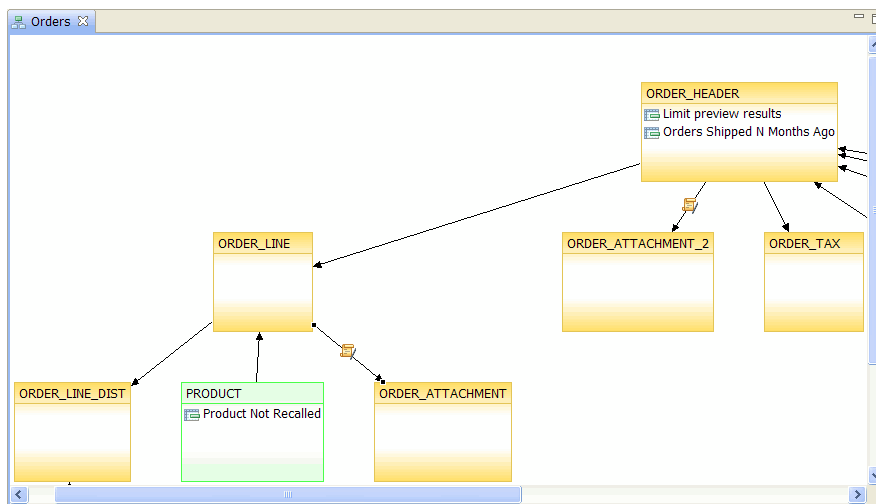 Orders
ORDER_HEADER
Limit preview results
Orders Shipped N Months Ago
ORDER_LINE
ORDER_ATTACHMENT_2
ORDER_TAX
ORDER_LINE_DIST
PRODUCT
Product Not Recalled
ORDER_ATTACHMENT